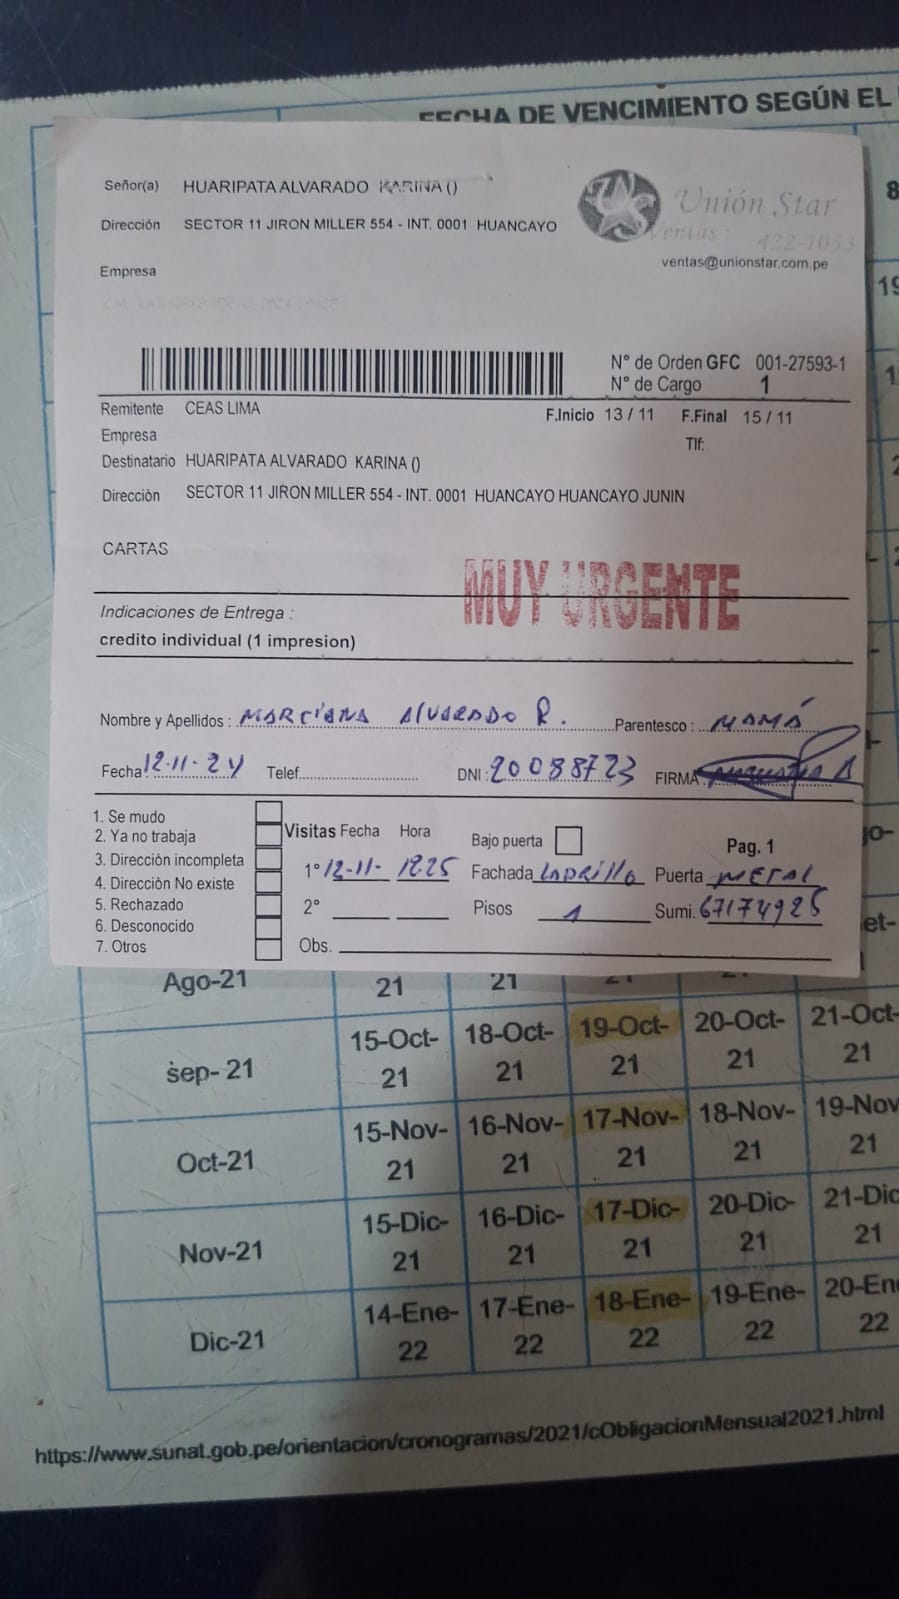 FECHA DE VENCIMIENTO SEGÚN EL
Señor(a) HUARIPATA ALVARADO KARINA ()
Dirección SECTOR 11 JIRON MILLER 554 - INT. 0001 HUANCAYO
Empresa
Unión Star
Ventas: 422-1033
ventas@unionstar.com.pe
N° de Orden GFC 001-27593-1
N° de Cargo 1
Remitente CEAS LIMA
F.Inicio 13 / 11 F.Final 15 / 11
Empresa
Tlf:
Destinatario HUARIPATA ALVARADO KARINA ()
Dirección SECTOR 11 JIRON MILLER 554 - INT. 0001 HUANCAYO HUANCAYO JUNIN
CARTAS
MUY URGENTE
Indicaciones de Entrega :
credito individual (1 impresion)
Nombre y Apellidos : MARCIANA ALVARADO R. Parentesco : MAMÁ
Fecha 12-11-24 Telef. DNI: 20088723 FIRMA
1. Se mudo
2. Ya no trabaja
3. Dirección incompleta
4. Dirección No existe
5. Rechazado
6. Desconocido
7. Otros
Visitas Fecha Hora
1° 12-11- 12:25
2°
Obs.
Bajo puerta
Pag. 1
Fachada LADRILLO Puerta METAL
Pisos 1 Sumi. 67174925
Ago-21 21 21 21 21
sep- 21 15-Oct-21 18-Oct-21 19-Oct-21 20-Oct-21 21-Oct-21
Oct-21 15-Nov-21 16-Nov-21 17-Nov-21 18-Nov-21 19-Nov 21
Nov-21 15-Dic-21 16-Dic-21 17-Dic-21 20-Dic-21 21-Dic 21
Dic-21 14-Ene-22 17-Ene-22 18-Ene-22 19-Ene-22 20-Ene 22
https://www.sunat.gob.pe/orientacion/cronogramas/2021/cObligacionMensual2021.html